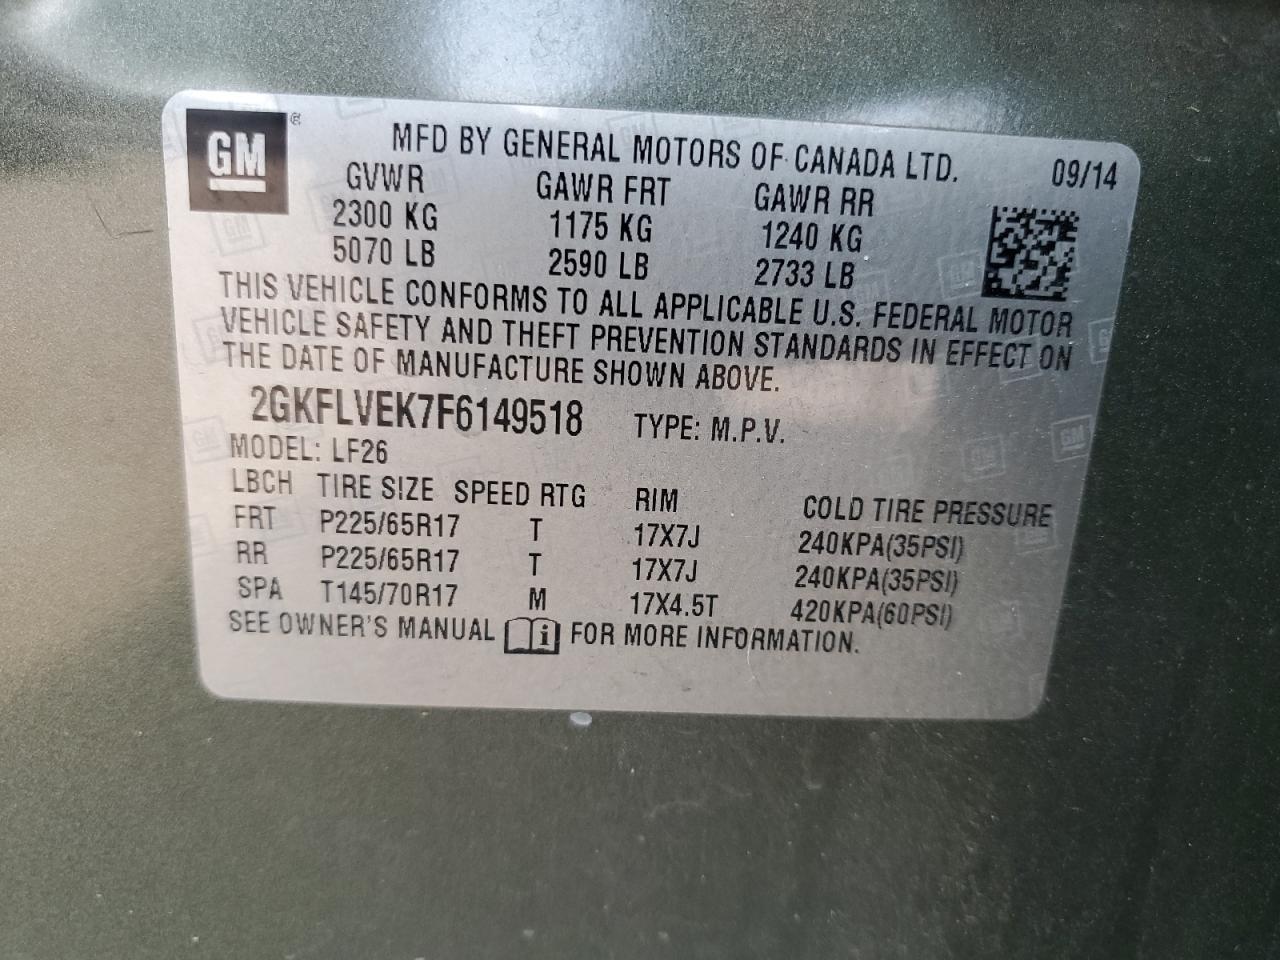 GM ®
MFD BY GENERAL MOTORS OF CANADA LTD. 09/14
GVWR GAWR FRT GAWR RR
2300 KG 1175 KG 1240 KG
5070 LB 2590 LB 2733 LB
THIS VEHICLE CONFORMS TO ALL APPLICABLE U.S. FEDERAL MOTOR
VEHICLE SAFETY AND THEFT PREVENTION STANDARDS IN EFFECT ON
THE DATE OF MANUFACTURE SHOWN ABOVE.
2GKFLVEK7F6149518 TYPE: M.P.V.
MODEL: LF26
LBCH TIRE SIZE SPEED RTG RIM COLD TIRE PRESSURE
FRT P225/65R17 T 17X7J 240KPA(35PSI)
RR P225/65R17 T 17X7J 240KPA(35PSI)
SPA T145/70R17 M 17X4.5T 420KPA(60PSI)
SEE OWNER'S MANUAL i FOR MORE INFORMATION.